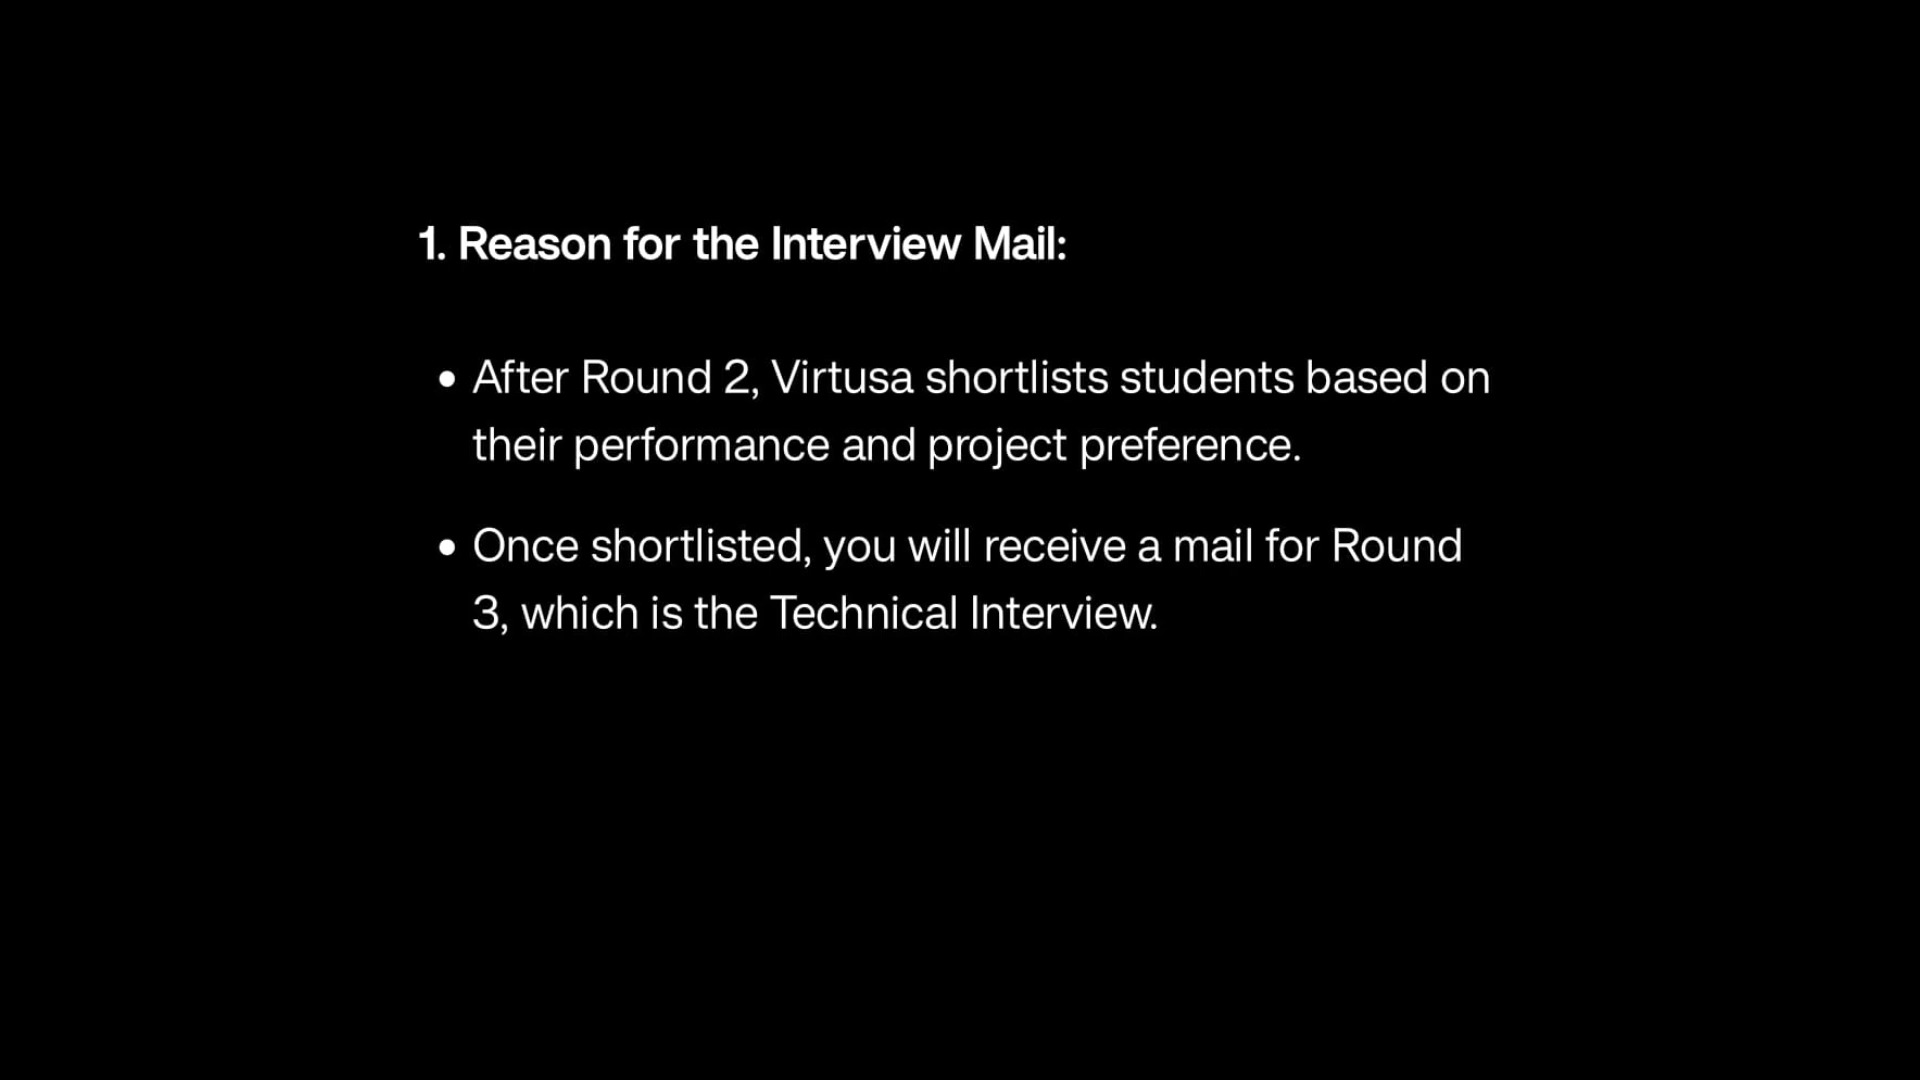 1. Reason for the Interview Mail:
• After Round 2, Virtusa shortlists students based on
their performance and project preference.
• Once shortlisted, you will receive a mail for Round
3, which is the Technical Interview.